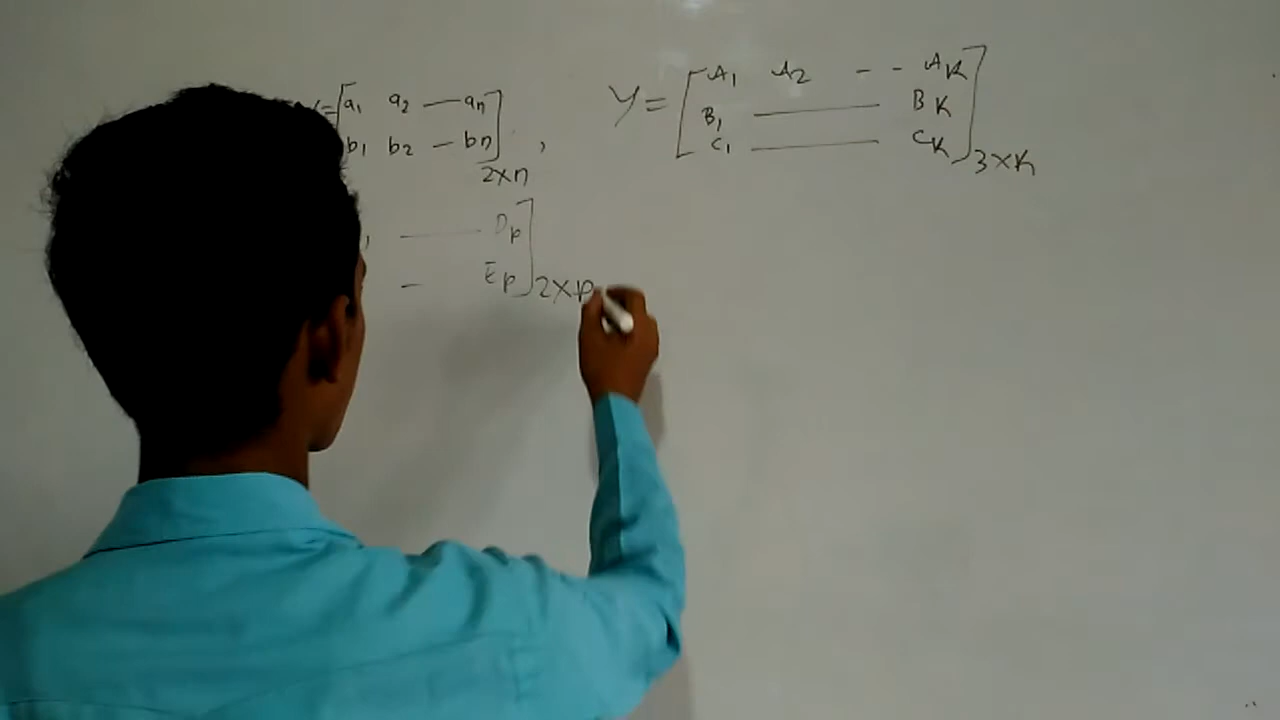 =[a₁ a₂ — aₙ
b₁ b₂ — bn]2×n ,
Y = [A₁ A₂ - - Aₖ
B₁ —— Bₖ
C₁ —— Cₖ]3×K
—— Dₚ
- Eₚ]2×p